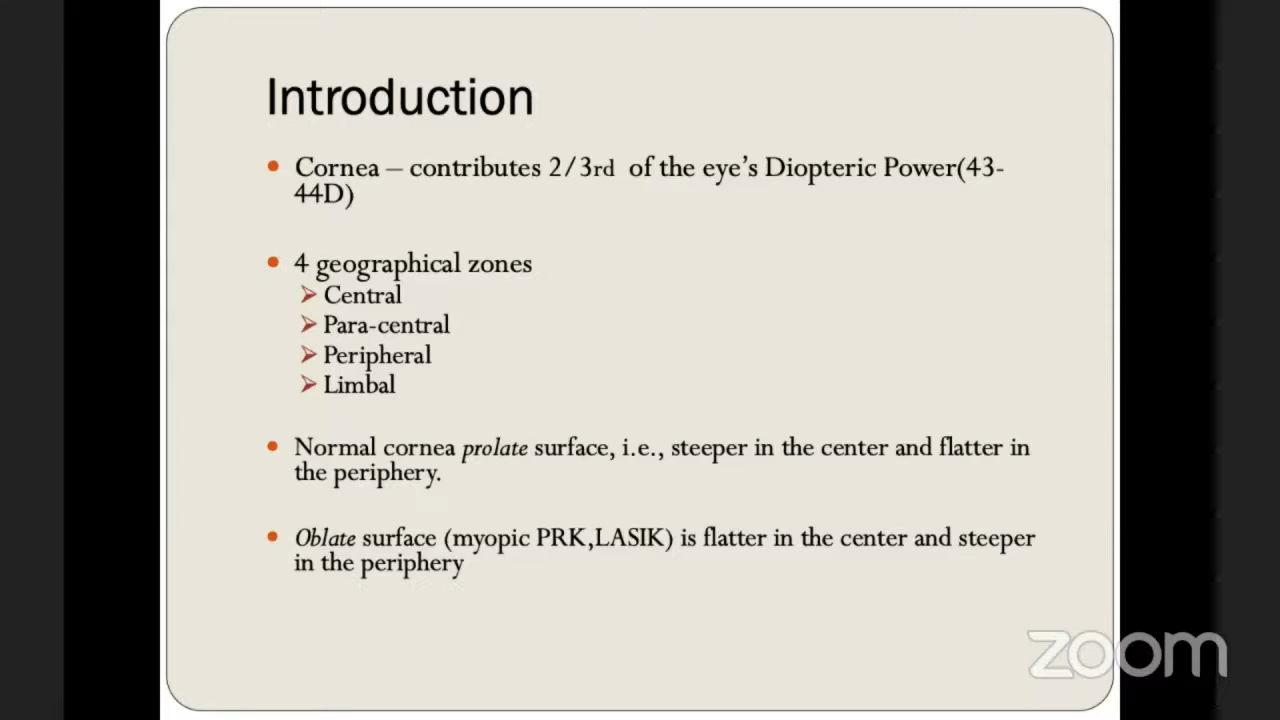 Introduction
Cornea – contributes 2/3rd of the eye's Diopteric Power(43-
44D)
4 geographical zones
Central
Para-central
Peripheral
Limbal
Normal cornea prolate surface, i.e., steeper in the center and flatter in
the periphery.
Oblate surface (myopic PRK,LASIK) is flatter in the center and steeper
in the periphery
zoom